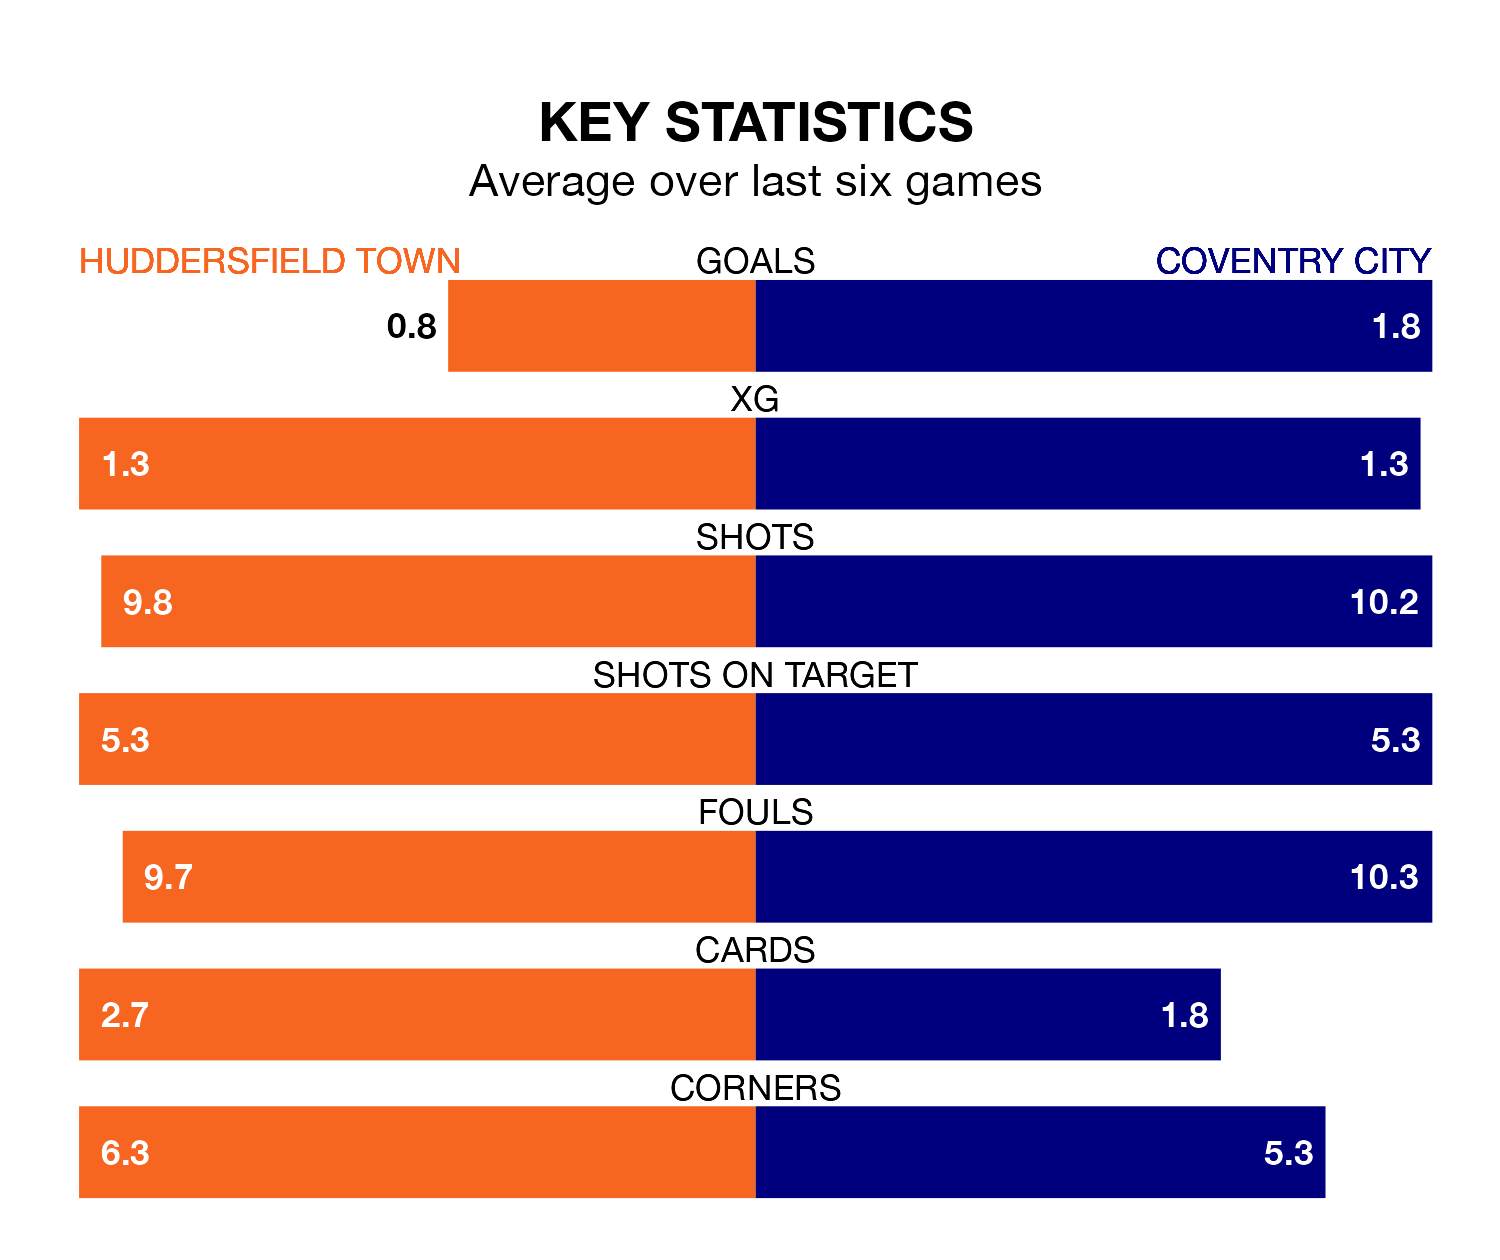 KEY STATISTICS
Average over last six games
HUDDERSFIELD TOWN GOALS COVENTRY CITY
0.8 1.8
XG
1.3 1.3
SHOTS
9.8 10.2
SHOTS ON TARGET
5.3 5.3
FOULS
9.7 10.3
CARDS
2.7 1.8
CORNERS
6.3 5.3